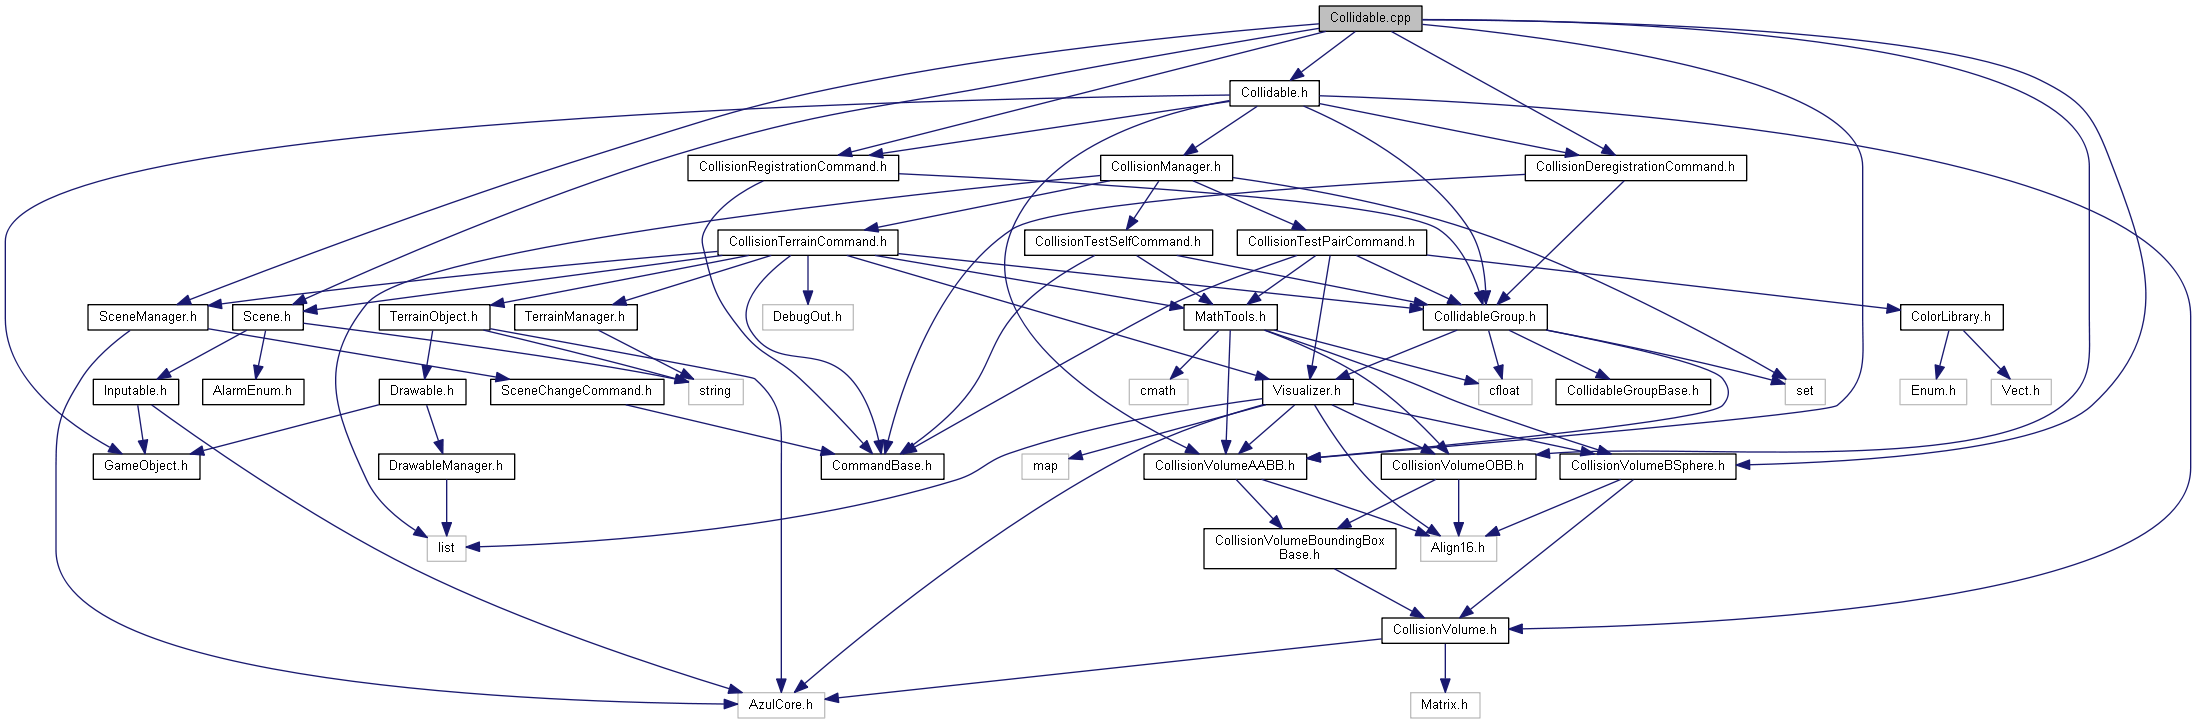 Collidable.cpp
Collidable.h
CollisionRegistrationCommand.h
CollisionManager.h
CollisionDeregistrationCommand.h
CollisionTerrainCommand.h
CollisionTestSelfCommand.h
CollisionTestPairCommand.h
SceneManager.h
Scene.h
TerrainObject.h
TerrainManager.h
DebugOut.h
MathTools.h
CollidableGroup.h
ColorLibrary.h
Inputable.h
AlarmEnum.h
Drawable.h
SceneChangeCommand.h
string
cmath
Visualizer.h
cfloat
CollidableGroupBase.h
set
Enum.h
Vect.h
GameObject.h
DrawableManager.h
CommandBase.h
map
CollisionVolumeAABB.h
CollisionVolumeOBB.h
CollisionVolumeBSphere.h
list
CollisionVolumeBoundingBox
Base.h
Align16.h
CollisionVolume.h
AzulCore.h
Matrix.h